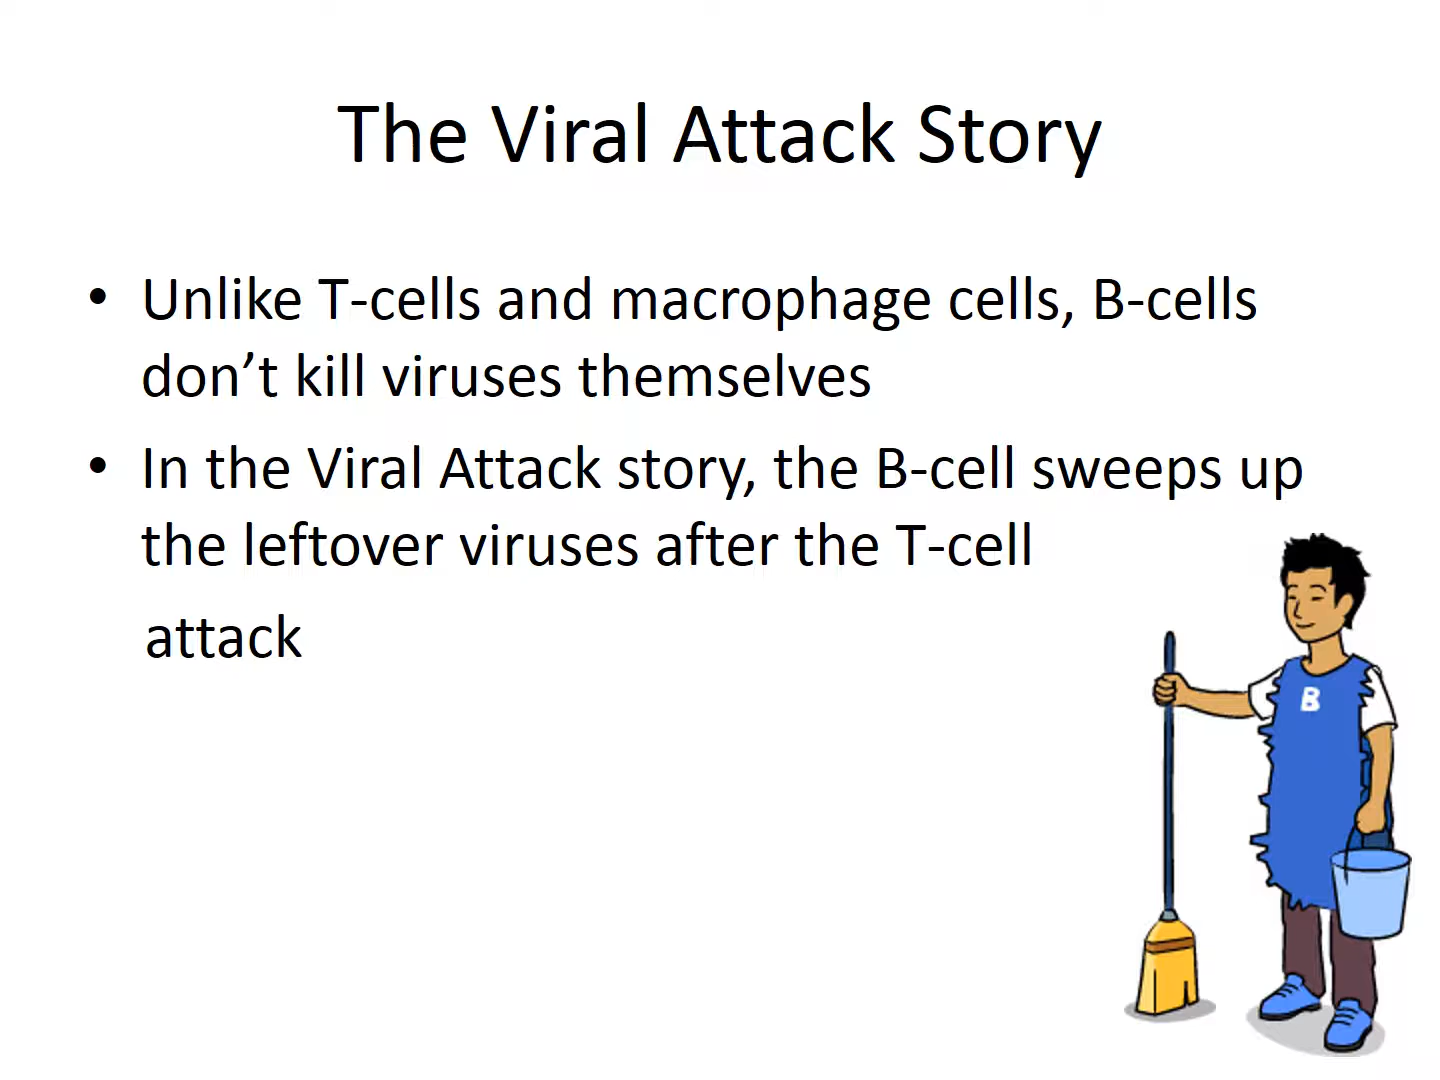 The Viral Attack Story
• Unlike T-cells and macrophage cells, B-cells
don’t kill viruses themselves
• In the Viral Attack story, the B-cell sweeps up
the leftover viruses after the T-cell
attack
B